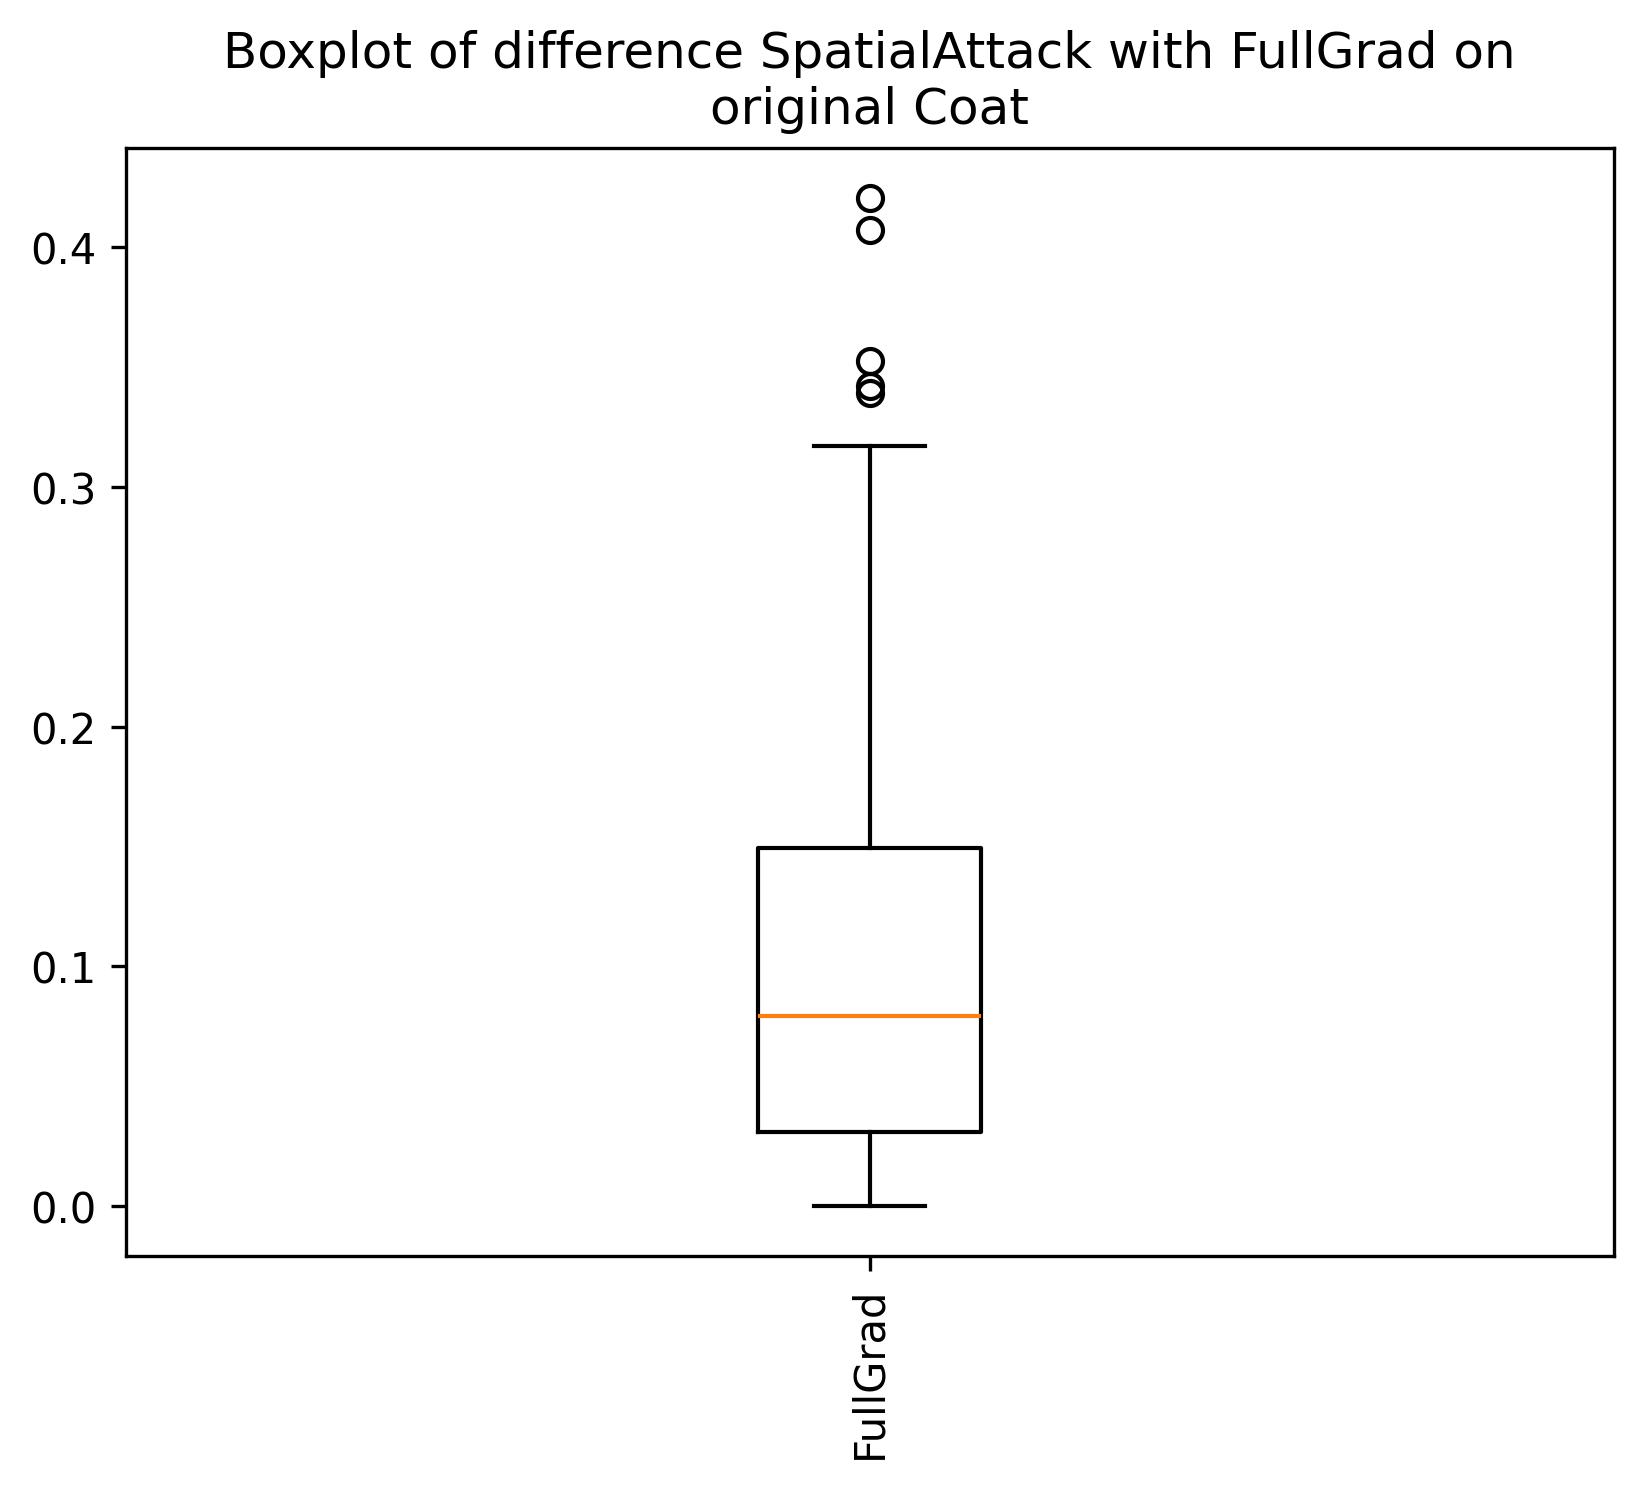 Boxplot of difference SpatialAttack with FullGrad on
original Coat
0.4
0.3
0.2
0.1
0.0
FullGrad